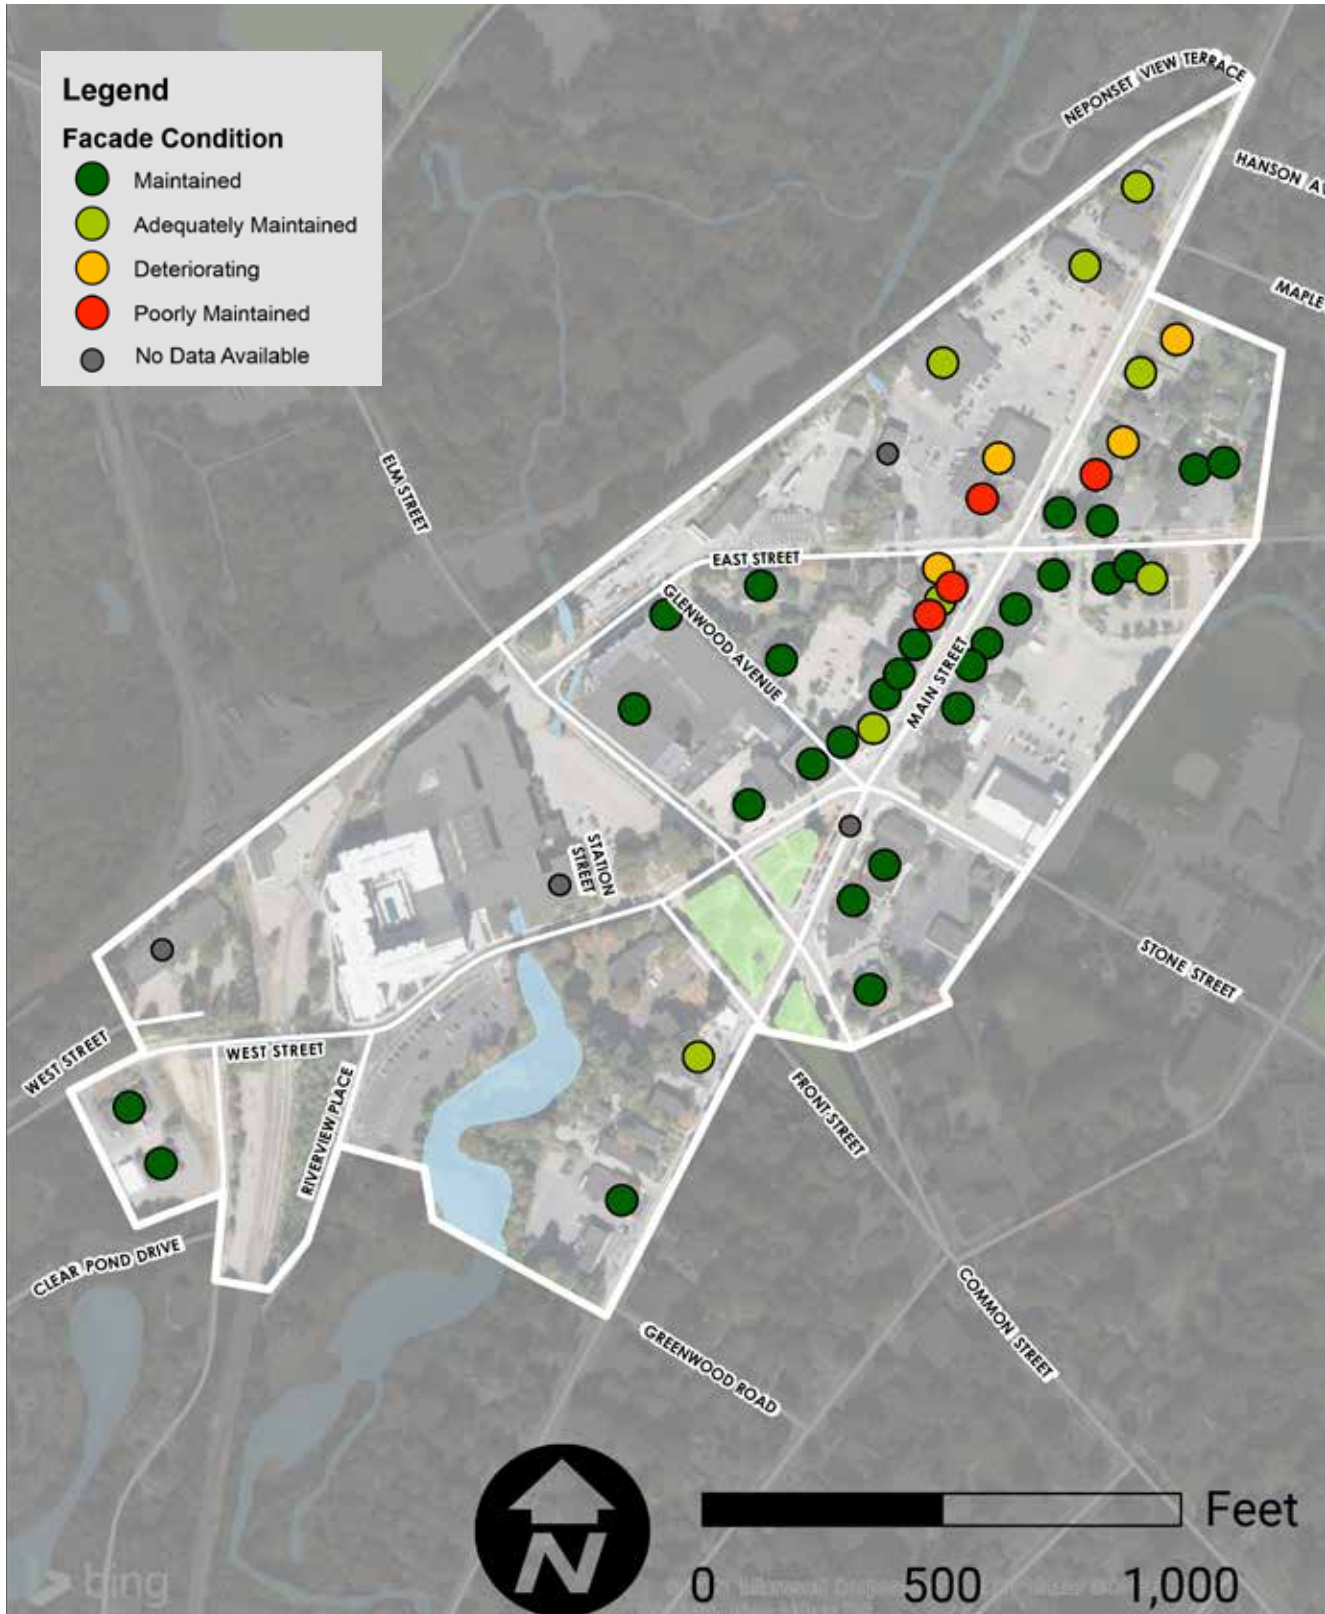 Legend
Facade Condition
Maintained
Adequately Maintained
Deteriorating
Poorly Maintained
No Data Available
NEPONSET VIEW TERRACE
HANSON AV
MAPLE
ELM STREET
EAST STREET
GLENWOOD AVENUE
MAIN STREET
STATION
STREET
STONE STREET
WEST STREET
WEST STREET
RIVERVIEW PLACE
FRONT STREET
CLEAR POND DRIVE
COMMON STREET
GREENWOOD ROAD
N
Feet
0 500 1,000
bing